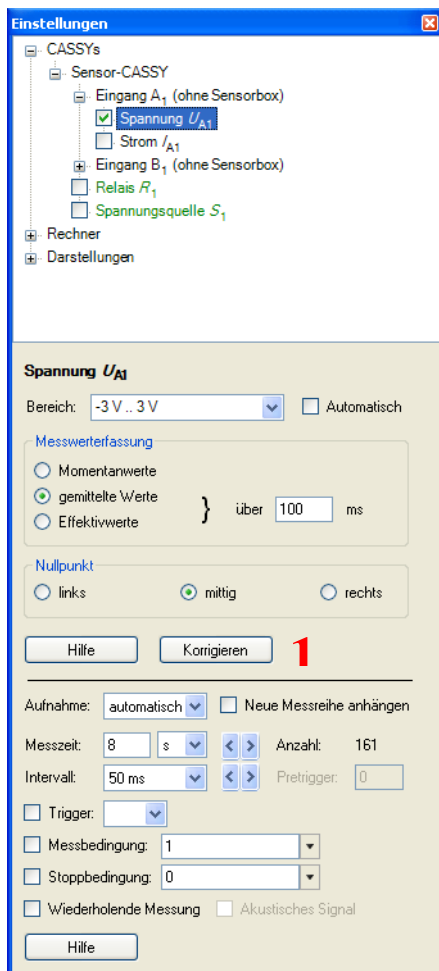 Einstellungen
CASSYs
Sensor-CASSY
Eingang A1 (ohne Sensorbox)
Spannung UA1
Strom IA1
Eingang B1 (ohne Sensorbox)
Relais R1
Spannungsquelle S1
Rechner
Darstellungen
Spannung UA1
Bereich: -3 V .. 3 V Automatisch
Messwerterfassung
Momentanwerte
gemittelte Werte } über 100 ms
Effektivwerte
Nullpunkt
links mittig rechts
Hilfe Korrigieren 1
Aufnahme: automatisch Neue Messreihe anhängen
Messzeit: 8 s < > Anzahl: 161
Intervall: 50 ms < > Pretrigger: 0
Trigger:
Messbedingung: 1
Stoppbedingung: 0
Wiederholende Messung Akustisches Signal
Hilfe